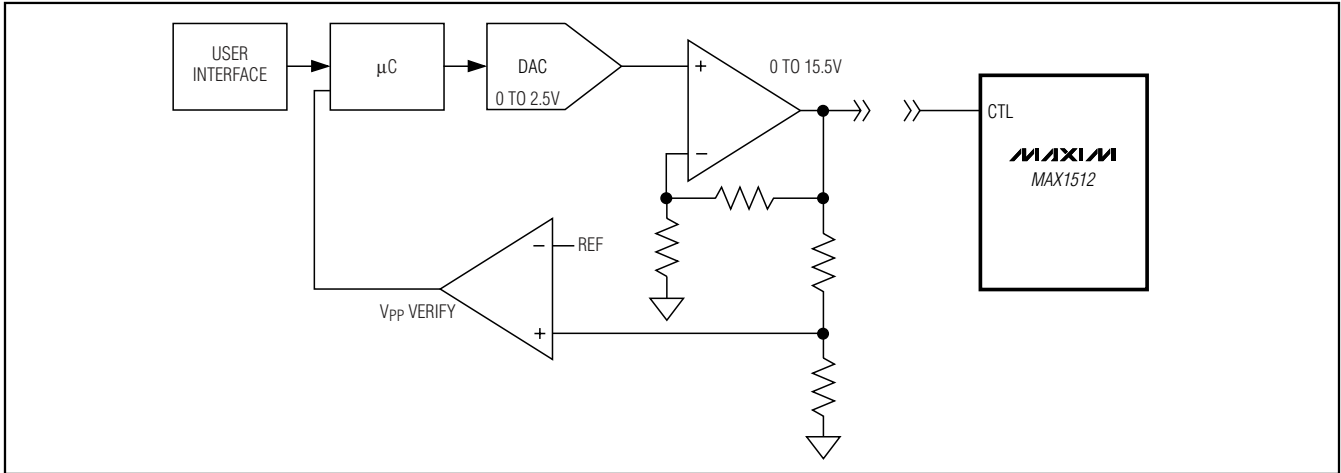 USER
INTERFACE
μC
DAC
0 TO 2.5V
+
−
0 TO 15.5V
CTL
MAXIM
MAX1512
− REF
VPP VERIFY
+